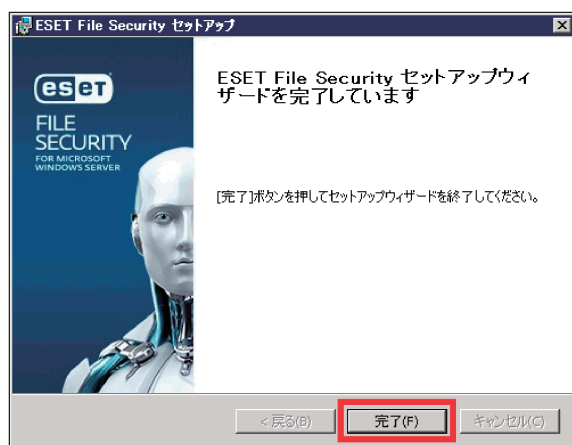 ESET File Security セットアップ
eset
FILE
SECURITY
FOR MICROSOFT
WINDOWS SERVER
ESET File Security セットアップウィ
ザードを完了しています
[完了]ボタンを押してセットアップウィザードを終了してください。
<戻る(B)
完了(F)
キャンセル(C)